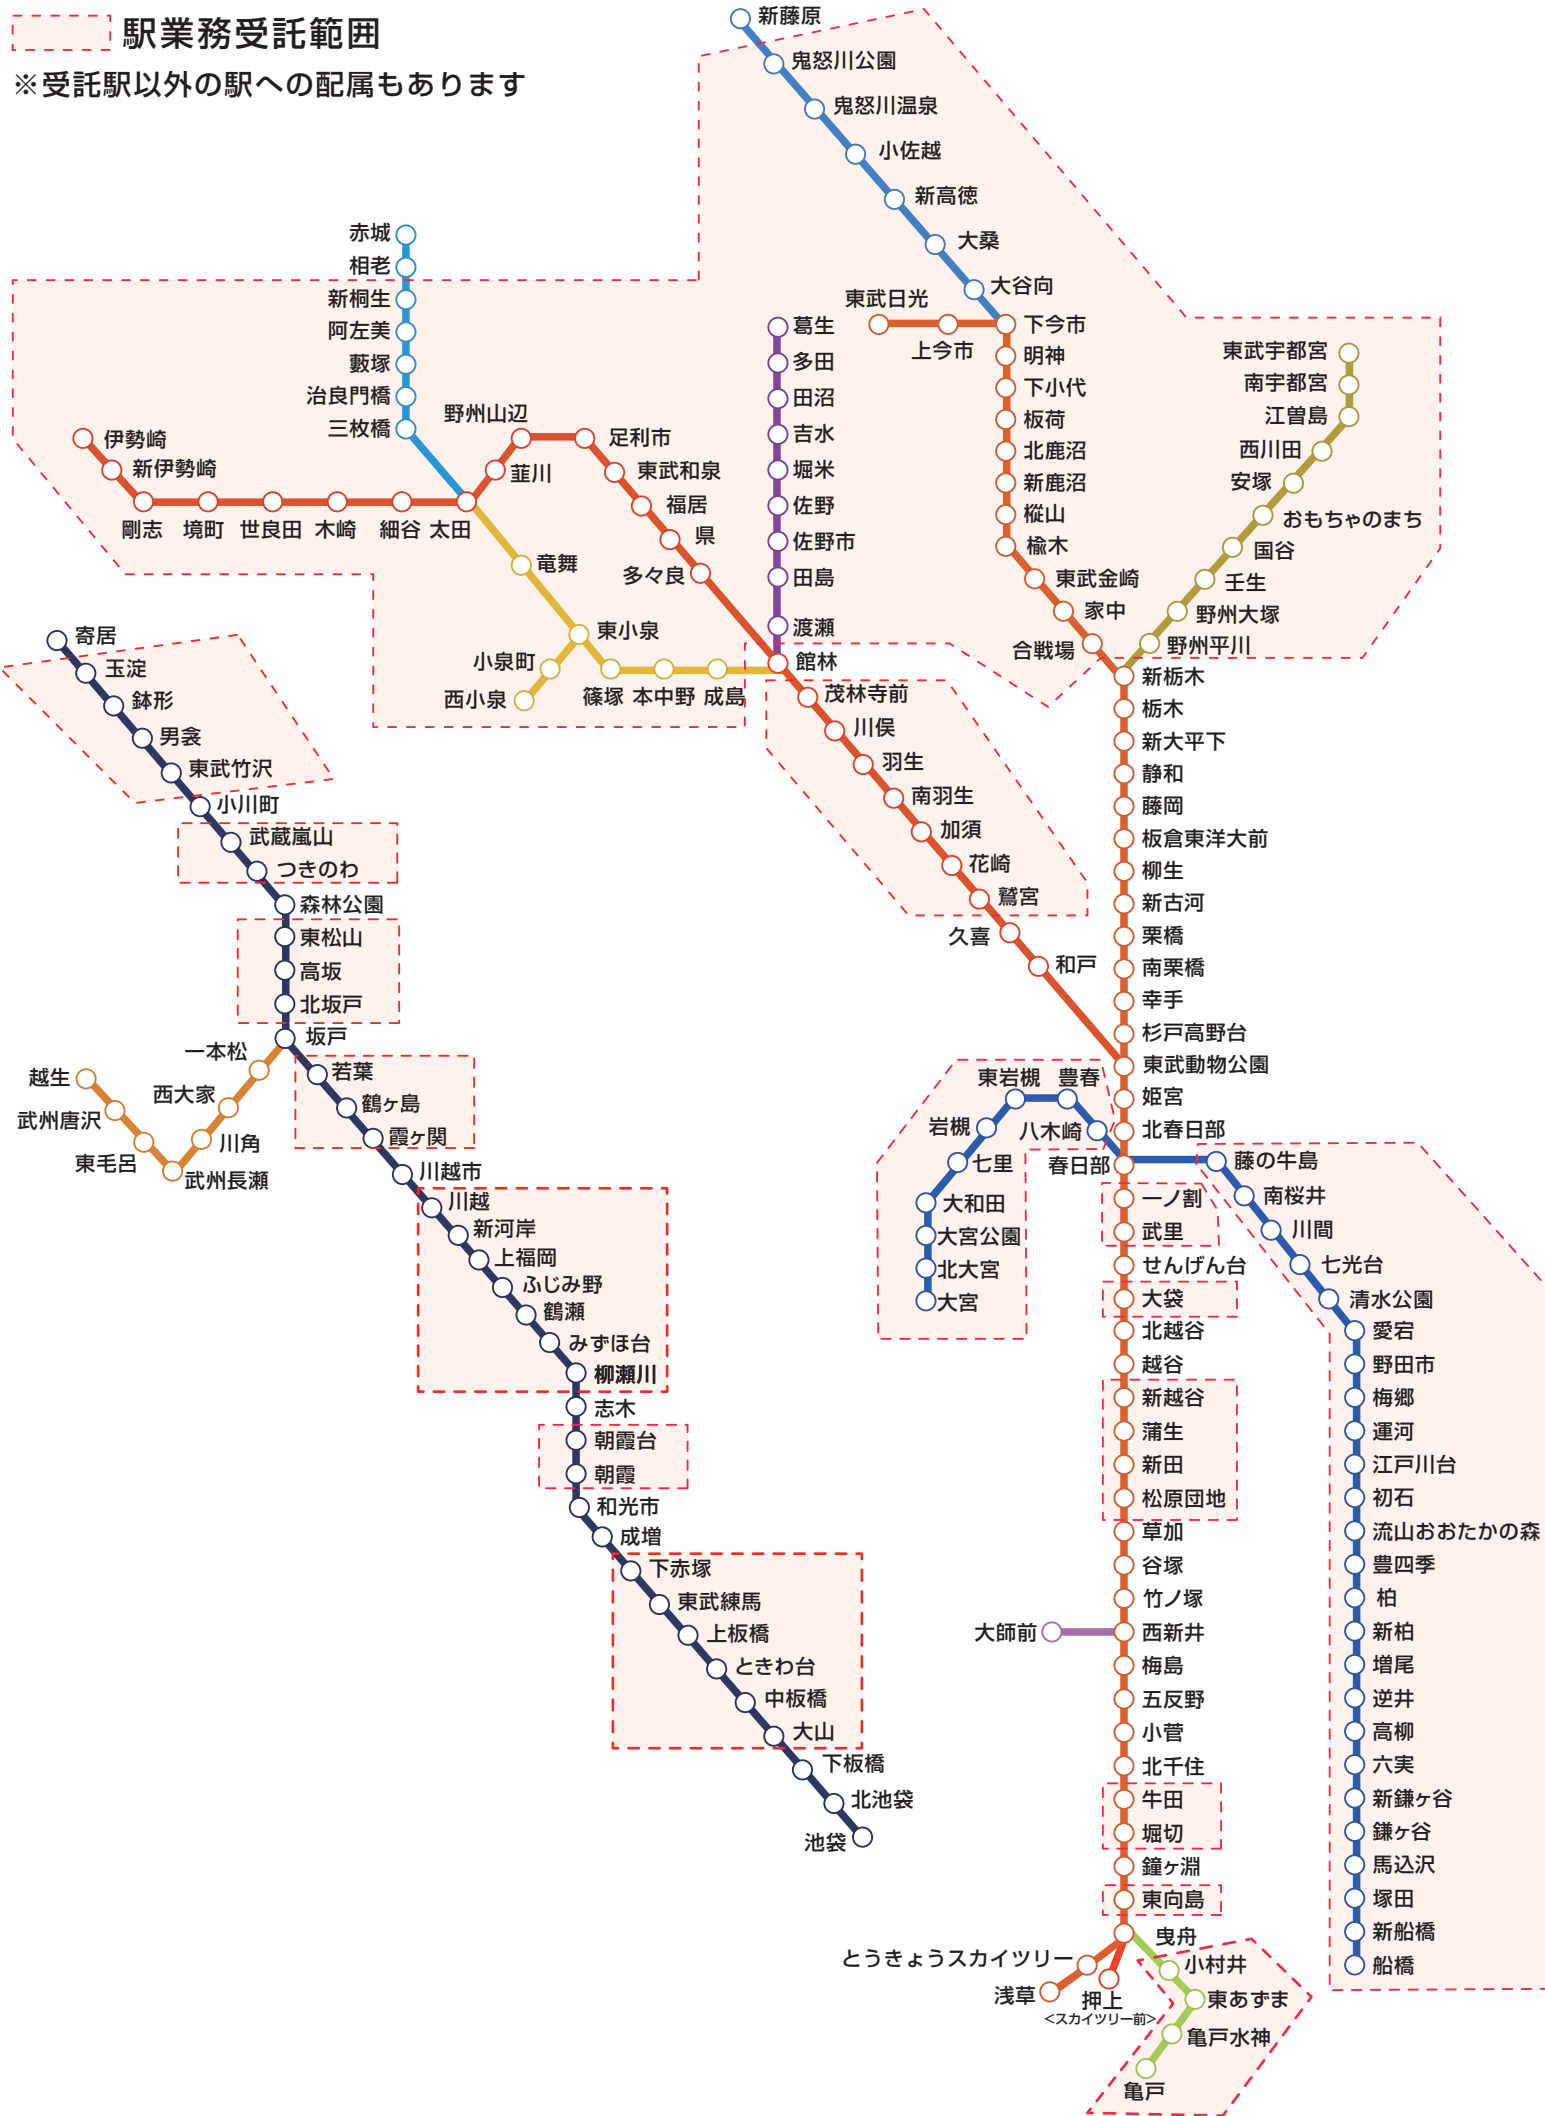 駅業務受託範囲
※受託駅以外の駅への配属もあります
新藤原
鬼怒川公園
鬼怒川温泉
小佐越
新高徳
大桑
大谷向
東武日光
上今市
下今市
明神
下小代
板荷
北鹿沼
新鹿沼
樅山
楡木
東武金崎
家中
合戦場
東武宇都宮
南宇都宮
江曽島
西川田
安塚
おもちゃのまち
国谷
壬生
野州大塚
野州平川
赤城
相老
新桐生
阿左美
藪塚
治良門橋
三枚橋
伊勢崎
新伊勢崎
剛志
境町
世良田
木崎
細谷
太田
韮川
野州山辺
足利市
東武和泉
福居
県
多々良
葛生
多田
田沼
吉水
堀米
佐野
佐野市
田島
渡瀬
館林
竜舞
東小泉
小泉町
西小泉
篠塚
本中野
成島
茂林寺前
川俣
羽生
南羽生
加須
花崎
鷲宮
久喜
和戸
新栃木
栃木
新大平下
静和
藤岡
板倉東洋大前
柳生
新古河
栗橋
南栗橋
幸手
杉戸高野台
東武動物公園
姫宮
北春日部
春日部
一ノ割
武里
せんげん台
大袋
北越谷
越谷
新越谷
蒲生
新田
松原団地
草加
谷塚
竹ノ塚
西新井
大師前
梅島
五反野
小菅
北千住
牛田
堀切
鐘ヶ淵
東向島
曳舟
とうきょうスカイツリー
浅草
押上
<スカイツリー前>
小村井
東あずま
亀戸水神
亀戸
東岩槻
豊春
岩槻
八木崎
七里
大和田
大宮公園
北大宮
大宮
藤の牛島
南桜井
川間
七光台
清水公園
愛宕
野田市
梅郷
運河
江戸川台
初石
流山おおたかの森
豊四季
柏
新柏
増尾
逆井
高柳
六実
新鎌ヶ谷
鎌ヶ谷
馬込沢
塚田
新船橋
船橋
寄居
玉淀
鉢形
男衾
東武竹沢
小川町
武蔵嵐山
つきのわ
森林公園
東松山
高坂
北坂戸
坂戸
一本松
西大家
川角
武州長瀬
東毛呂
武州唐沢
越生
若葉
鶴ヶ島
霞ヶ関
川越市
川越
新河岸
上福岡
ふじみ野
鶴瀬
みずほ台
柳瀬川
志木
朝霞台
朝霞
和光市
成増
下赤塚
東武練馬
上板橋
ときわ台
中板橋
大山
下板橋
北池袋
池袋